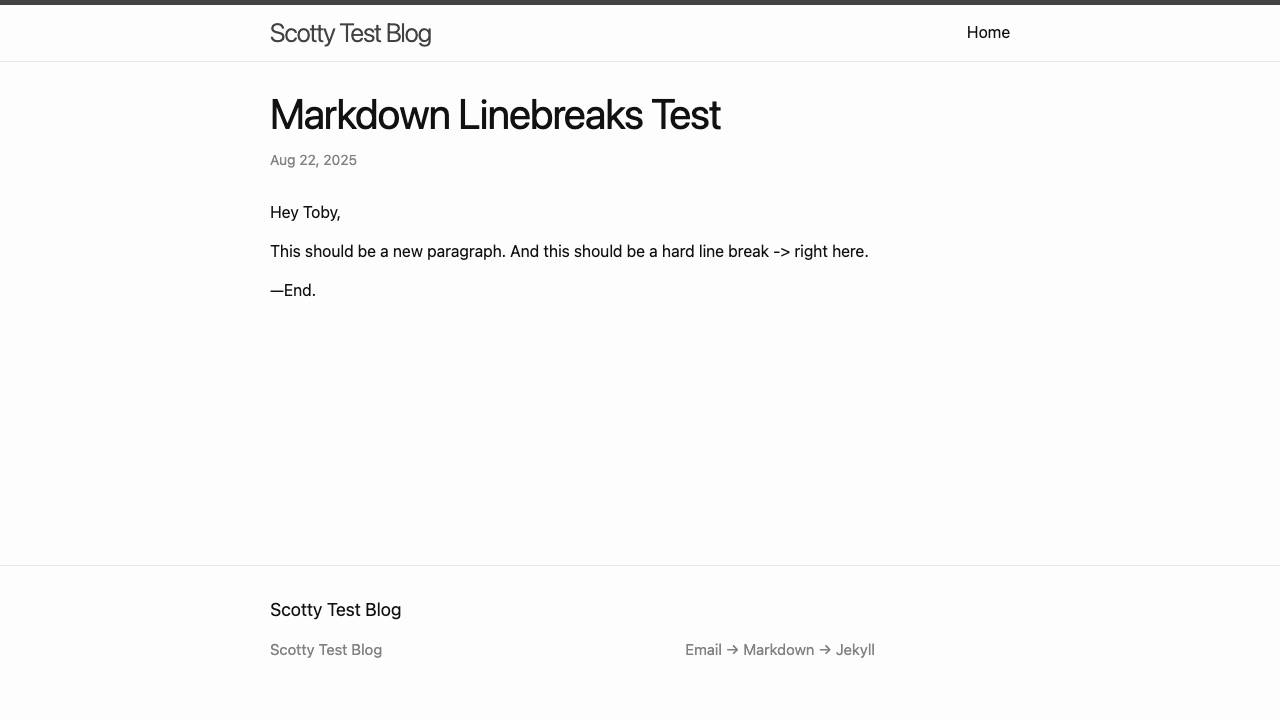 Scotty Test Blog
Home
Markdown Linebreaks Test
Aug 22, 2025
Hey Toby,
This should be a new paragraph. And this should be a hard line break -> right here.
—End.
Scotty Test Blog
Scotty Test Blog
Email → Markdown → Jekyll